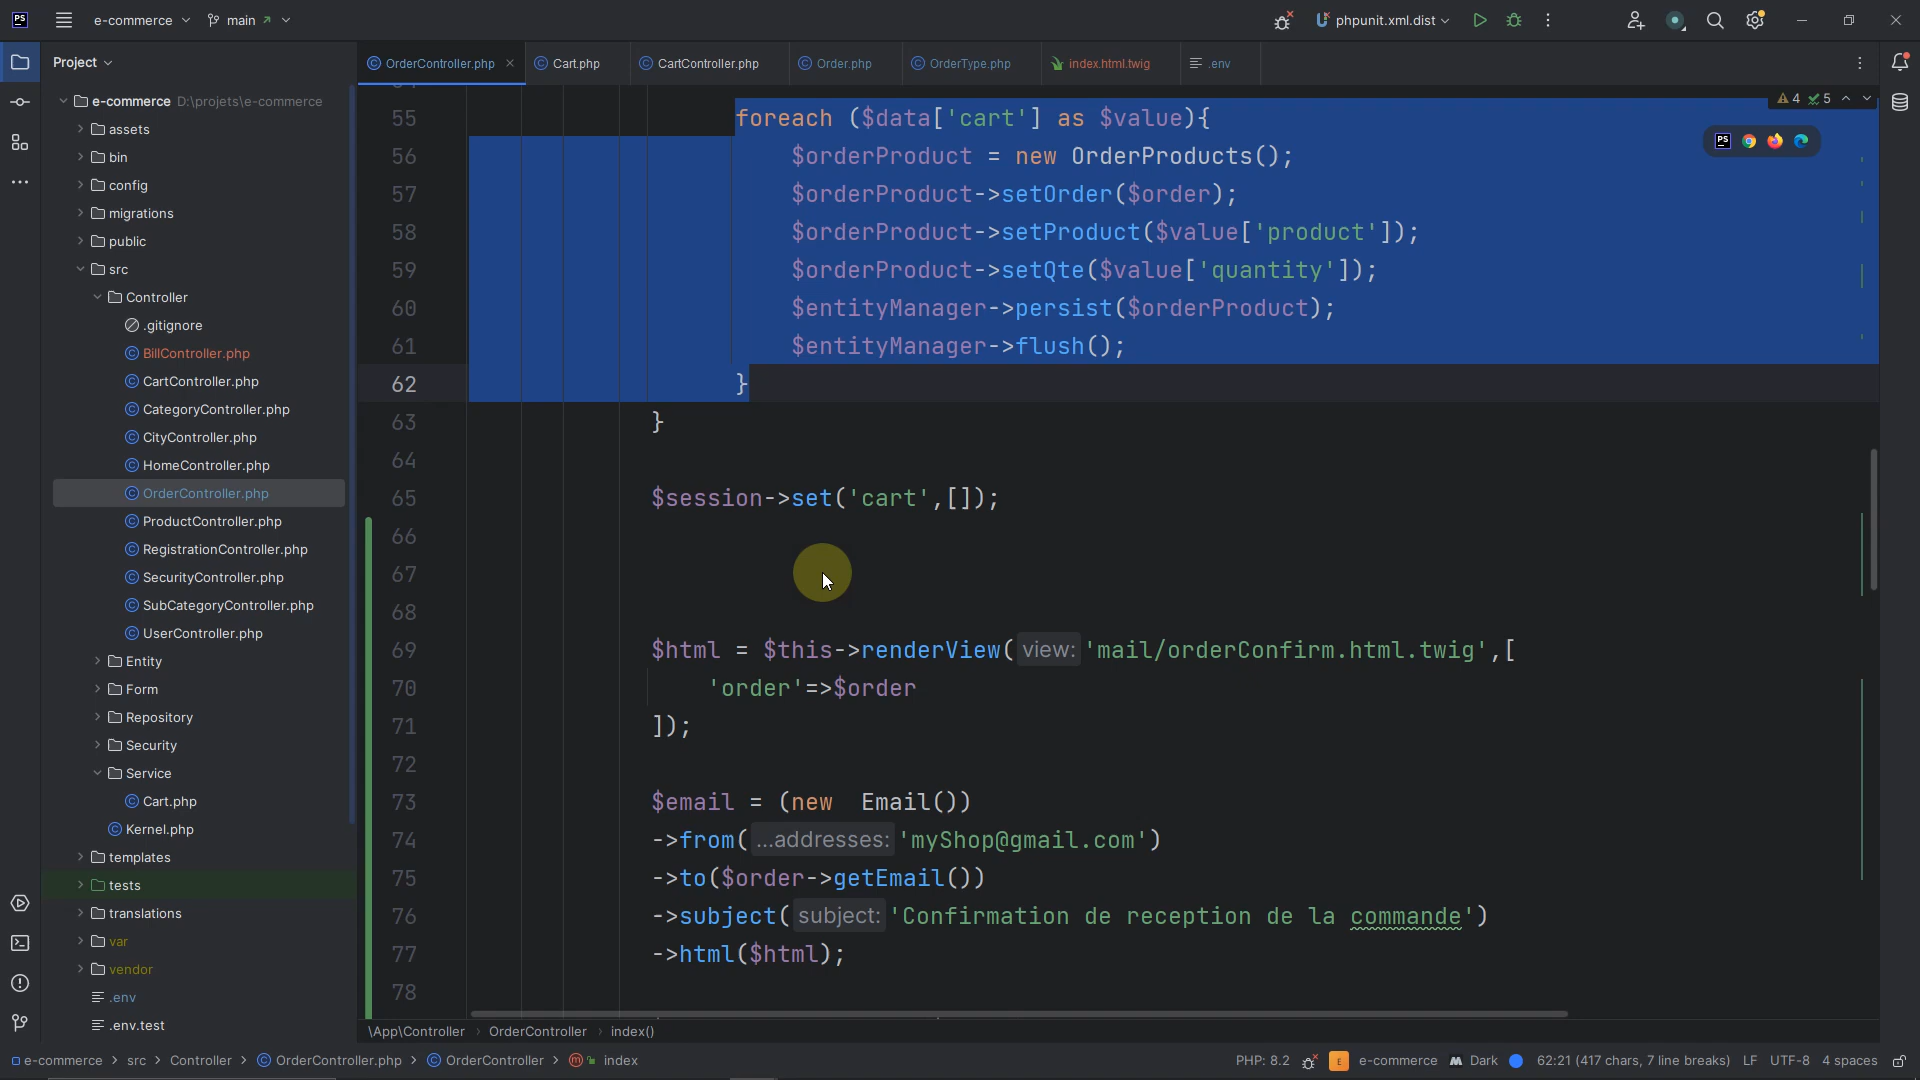 PS e-commerce main phpunit.xml.dist
Project
OrderController.php Cart.php CartController.php Order.php OrderType.php index.html.twig .env
e-commerce D:\projets\e-commerce
assets
bin
config
migrations
public
src
Controller
.gitignore
BillController.php
CartController.php
CategoryController.php
CityController.php
HomeController.php
OrderController.php
ProductController.php
RegistrationController.php
SecurityController.php
SubCategoryController.php
UserController.php
Entity
Form
Repository
Security
Service
Cart.php
Kernel.php
templates
tests
translations
var
vendor
.env
.env.test
4 5
PS
55 foreach ($data['cart'] as $value){
56 $orderProduct = new OrderProducts();
57 $orderProduct->setOrder($order);
58 $orderProduct->setProduct($value['product']);
59 $orderProduct->setQte($value['quantity']);
60 $entityManager->persist($orderProduct);
61 $entityManager->flush();
62 }
63 }
64
65 $session->set('cart',[]);
66
67
68
69 $html = $this->renderView( view: 'mail/orderConfirm.html.twig',[
70 'order'=>$order
71 ]);
72
73 $email = (new  Email())
74 ->from( ...addresses: 'myShop@gmail.com')
75 ->to($order->getEmail())
76 ->subject( subject: 'Confirmation de reception de la commande')
77 ->html($html);
78
\App\Controller › OrderController › index()
e-commerce › src › Controller › OrderController.php › OrderController › index
PHP: 8.2 E e-commerce Dark 62:21 (417 chars, 7 line breaks) LF UTF-8 4 spaces